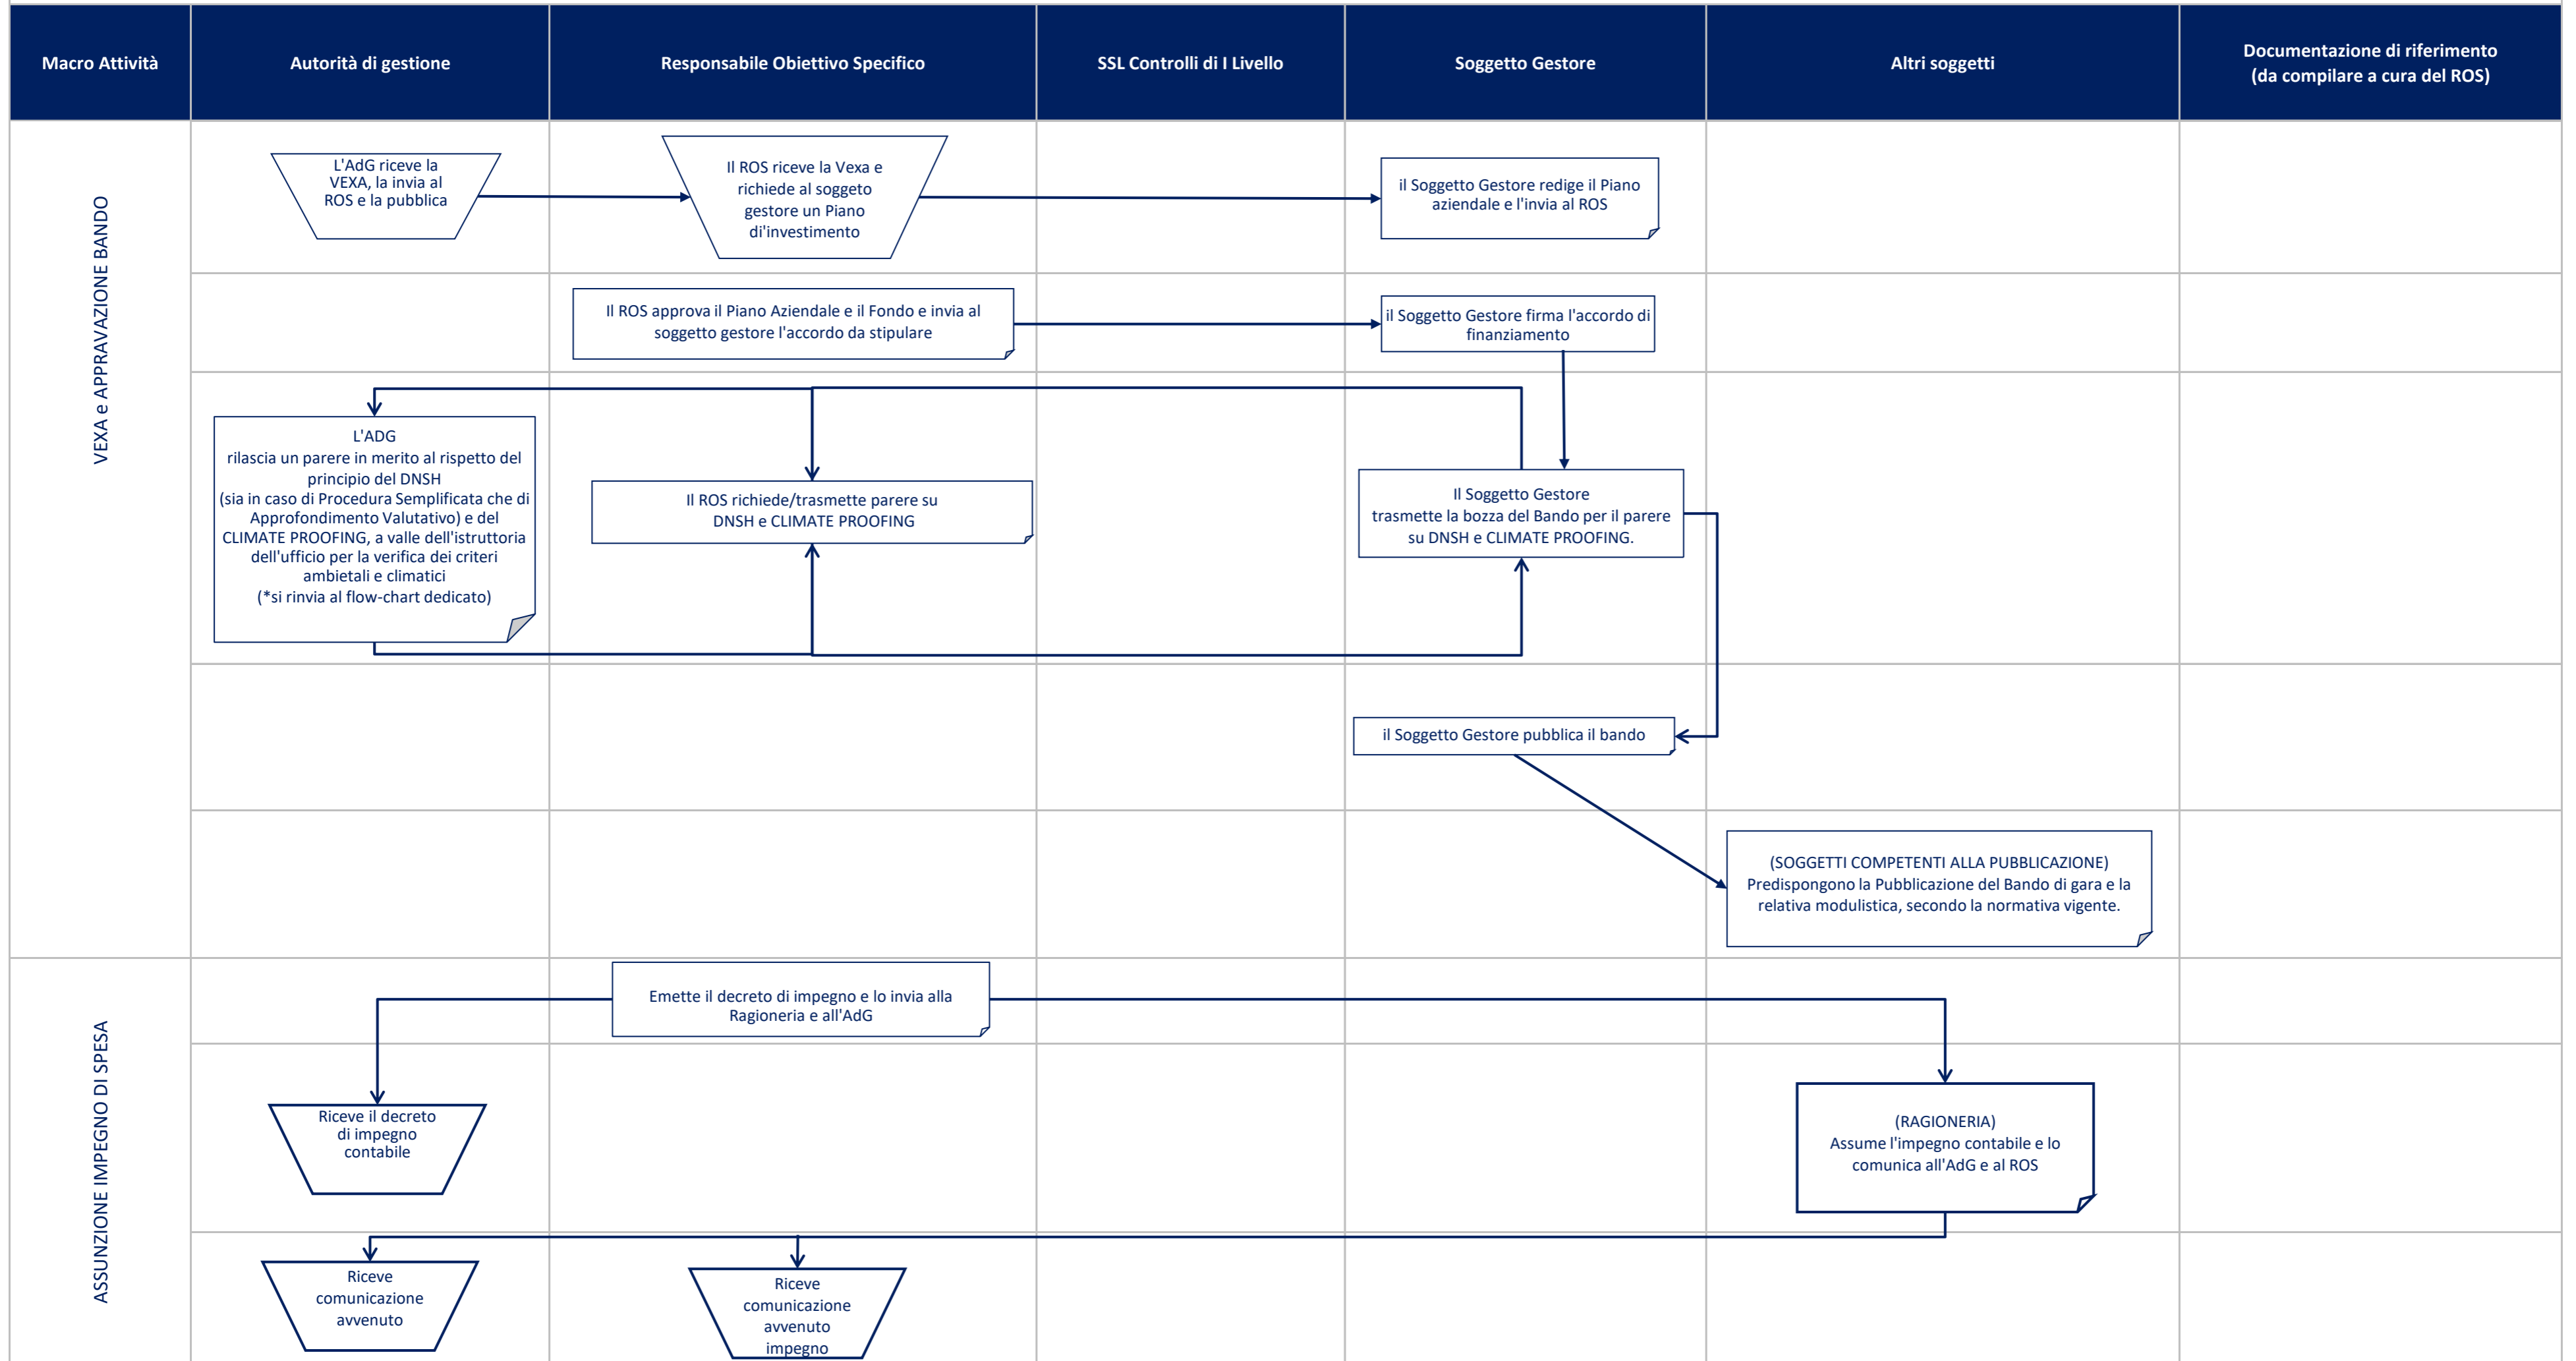 Macro Attività
Autorità di gestione
Responsabile Obiettivo Specifico
SSL Controlli di I Livello
Soggetto Gestore
Altri soggetti
Documentazione di riferimento
(da compilare a cura del ROS)
VEXA e APPRAVAZIONE BANDO
L'AdG riceve la
VEXA, la invia al
ROS e la pubblica
Il ROS riceve la Vexa e
richiede al soggeto
gestore un Piano
di'investimento
il Soggetto Gestore redige il Piano
aziendale e l'invia al ROS
Il ROS approva il Piano Aziendale e il Fondo e invia al
soggetto gestore l'accordo da stipulare
il Soggetto Gestore firma l'accordo di
finanziamento
L'ADG
rilascia un parere in merito al rispetto del
principio del DNSH
(sia in caso di Procedura Semplificata che di
Approfondimento Valutativo) e del
CLIMATE PROOFING, a valle dell'istruttoria
dell'ufficio per la verifica dei criteri
ambietali e climatici
(*si rinvia al flow-chart dedicato)
Il ROS richiede/trasmette parere su
DNSH e CLIMATE PROOFING
Il Soggetto Gestore
trasmette la bozza del Bando per il parere
su DNSH e CLIMATE PROOFING.
il Soggetto Gestore pubblica il bando
(SOGGETTI COMPETENTI ALLA PUBBLICAZIONE)
Predispongono la Pubblicazione del Bando di gara e la
relativa modulistica, secondo la normativa vigente.
ASSUNZIONE IMPEGNO DI SPESA
Emette il decreto di impegno e lo invia alla
Ragioneria e all'AdG
Riceve il decreto
di impegno
contabile
(RAGIONERIA)
Assume l'impegno contabile e lo
comunica all'AdG e al ROS
Riceve
comunicazione
avvenuto
Riceve
comunicazione
avvenuto
impegno